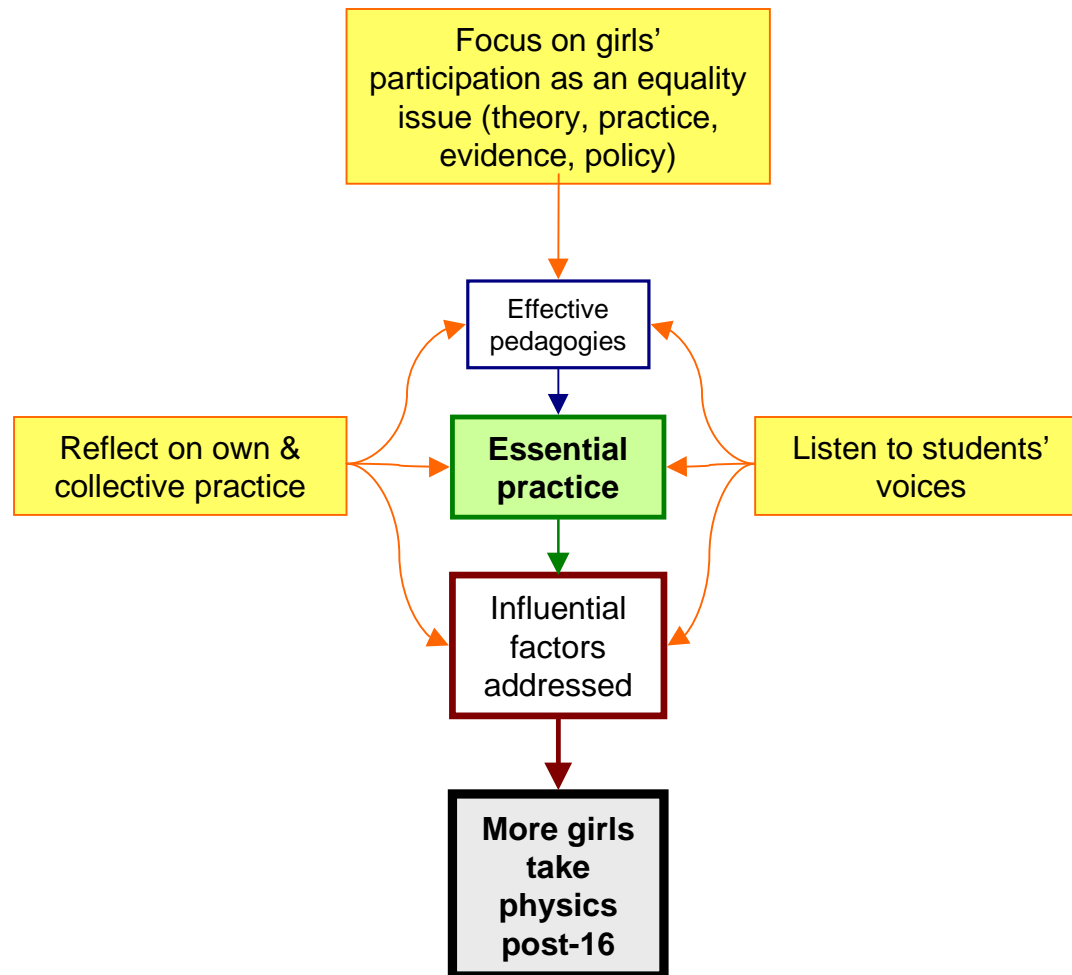 Focus on girls’
participation as an equality
issue (theory, practice,
evidence, policy)
Effective
pedagogies
Reflect on own &
collective practice
Essential
practice
Listen to students’
voices
Influential
factors
addressed
More girls
take
physics
post-16